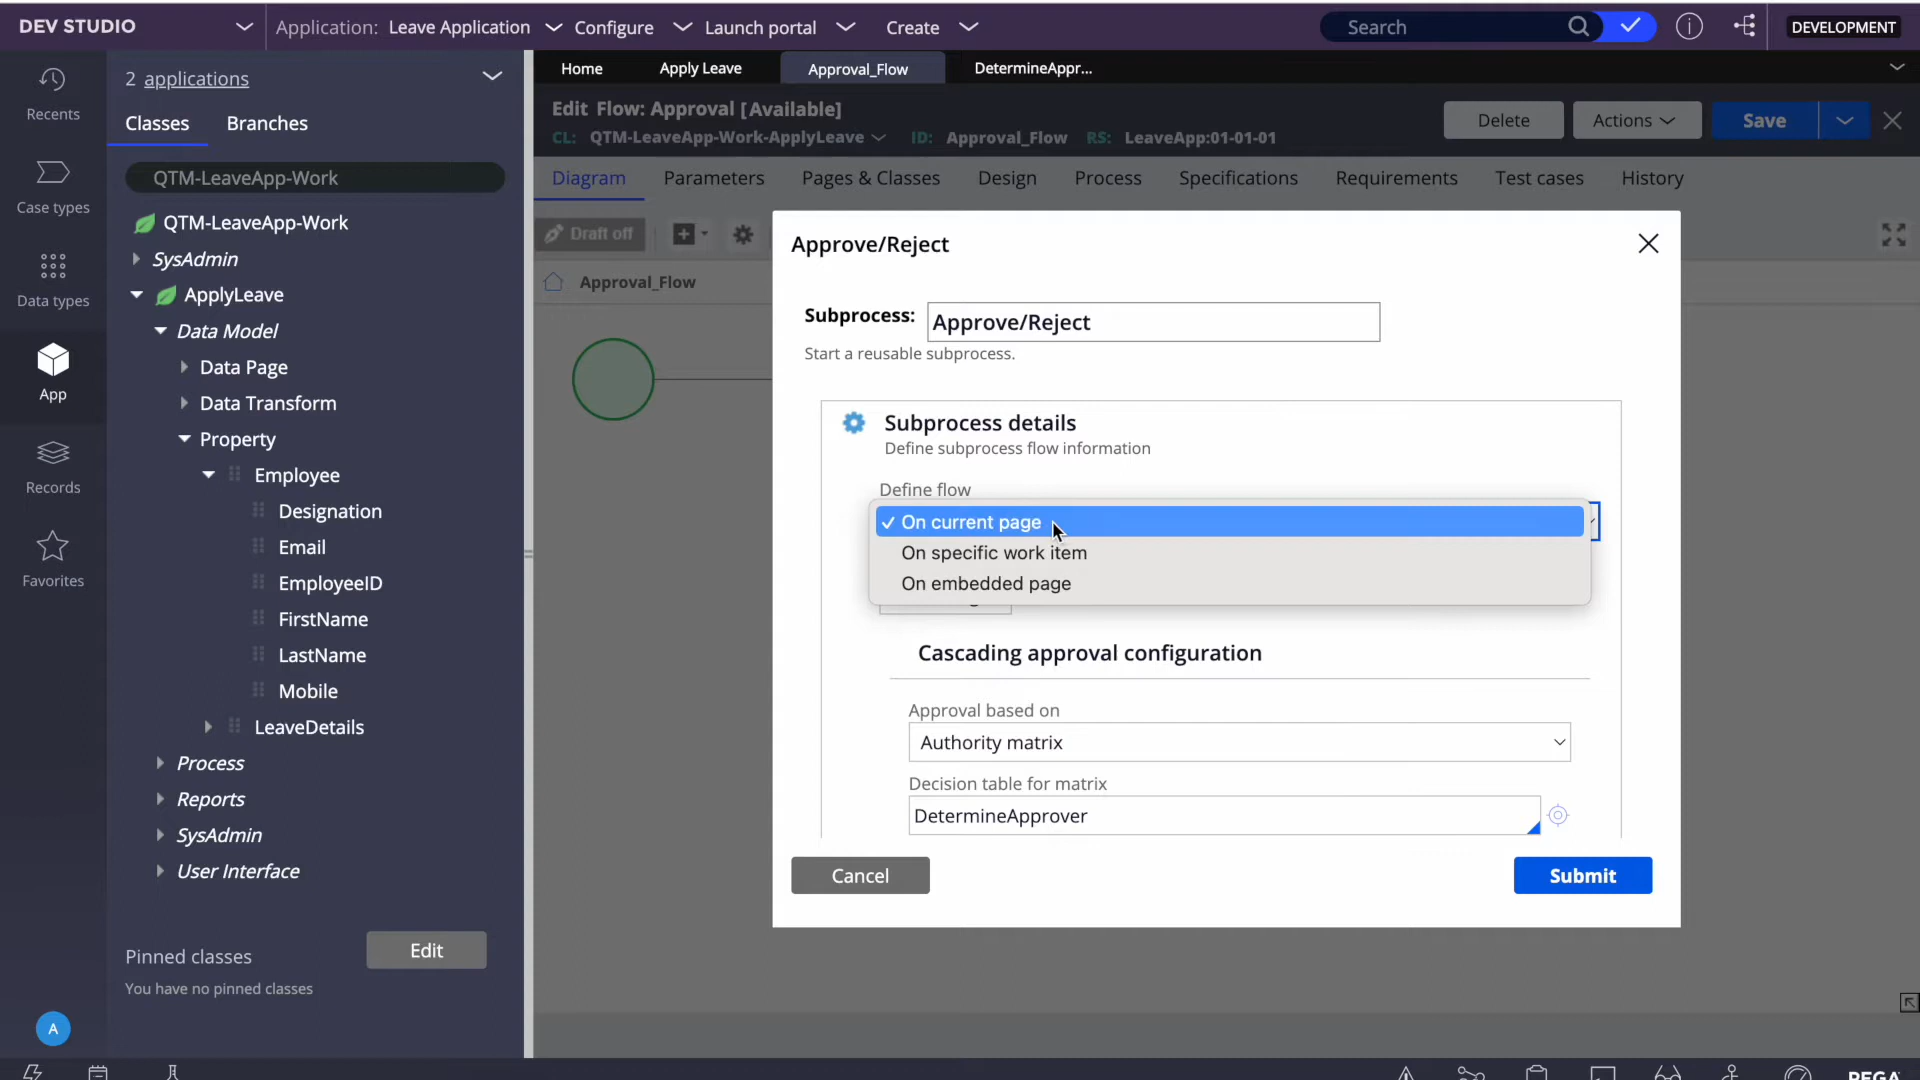 DEV STUDIO
Application: Leave Application
Configure
Launch portal
Create
Search
DEVELOPMENT
Recents
Case types
Data types
App
Records
Favorites
A
2 applications
Classes
Branches
QTM-LeaveApp-Work
QTM-LeaveApp-Work
SysAdmin
ApplyLeave
Data Model
Data Page
Data Transform
Property
Employee
Designation
Email
EmployeeID
FirstName
LastName
Mobile
LeaveDetails
Process
Reports
SysAdmin
User Interface
Pinned classes
Edit
You have no pinned classes
Home
Apply Leave
Approval_Flow
DetermineAppr...
Edit Flow: Approval [Available]
CL: QTM-LeaveApp-Work-ApplyLeave ID: Approval_Flow RS: LeaveApp:01-01-01
Delete
Actions
Save
Diagram
Parameters
Pages & Classes
Design
Process
Specifications
Requirements
Test cases
History
Draft off
Approval_Flow
Approve/Reject
Subprocess: Approve/Reject
Start a reusable subprocess.
Subprocess details
Define subprocess flow information
Define flow
✓ On current page
On specific work item
On embedded page
Cascading approval configuration
Approval based on
Authority matrix
Decision table for matrix
DetermineApprover
Cancel
Submit
PEGA